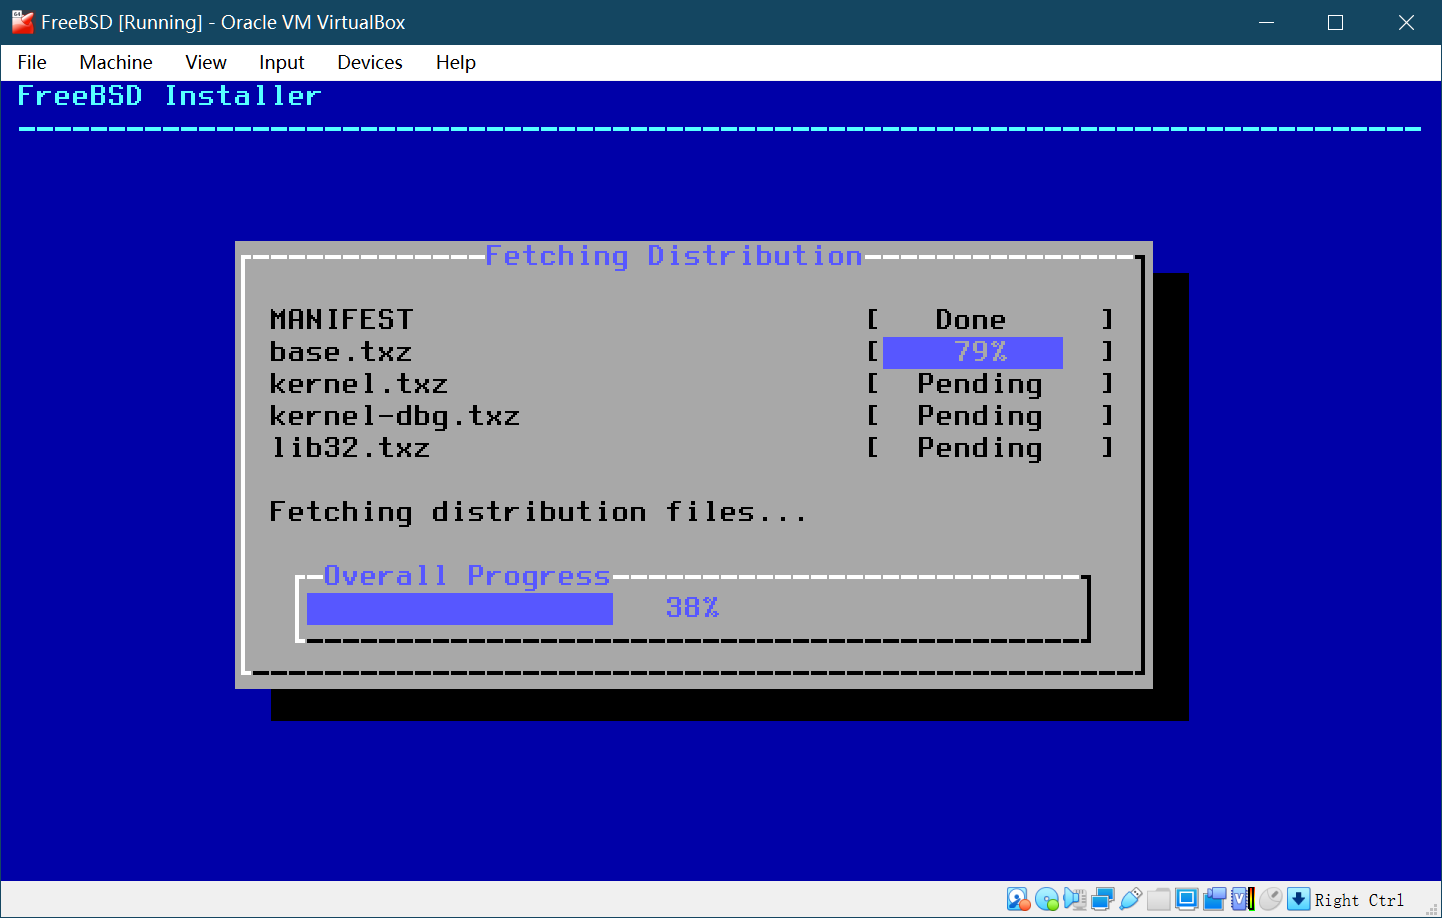 FreeBSD [Running] - Oracle VM VirtualBox
File Machine View Input Devices Help
FreeBSD Installer
Fetching Distribution
MANIFEST [ Done ]
base.txz [ 79% ]
kernel.txz [ Pending ]
kernel-dbg.txz [ Pending ]
lib32.txz [ Pending ]
Fetching distribution files...
Overall Progress
38%
Right Ctrl